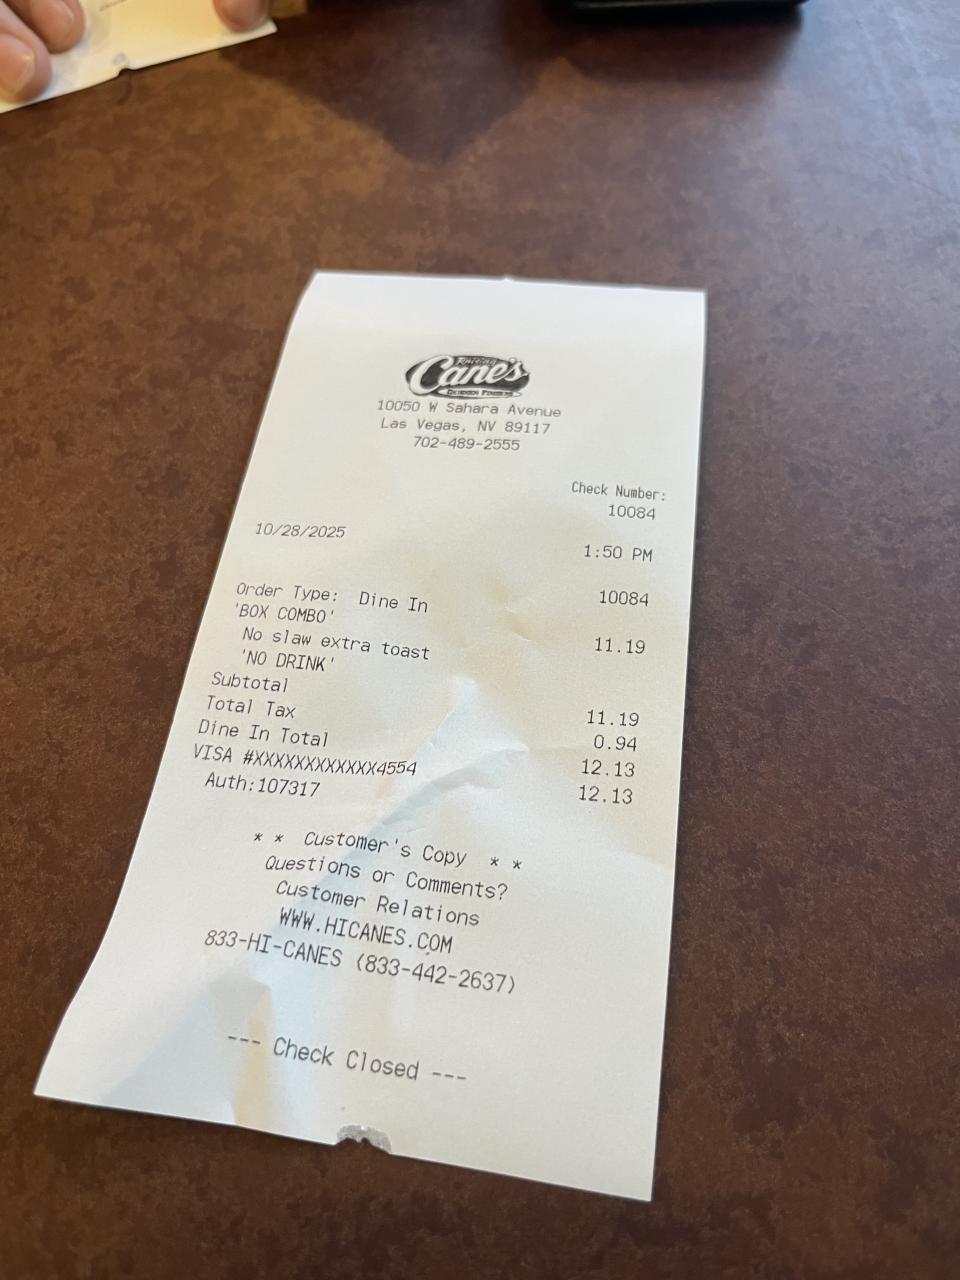 Raising
Cane's
CHICKEN FINGERS
10050 W Sahara Avenue
Las Vegas, NV 89117
702-489-2555
Check Number:
10084
10/28/2025 1:50 PM
Order Type: Dine In 10084
'BOX COMBO' 11.19
No slaw extra toast
'NO DRINK'
Subtotal 11.19
Total Tax 0.94
Dine In Total 12.13
VISA #XXXXXXXXXXXX4554 12.13
Auth:107317
* * Customer's Copy * *
Questions or Comments?
Customer Relations
WWW.HICANES.COM
833-HI-CANES (833-442-2637)
--- Check Closed ---